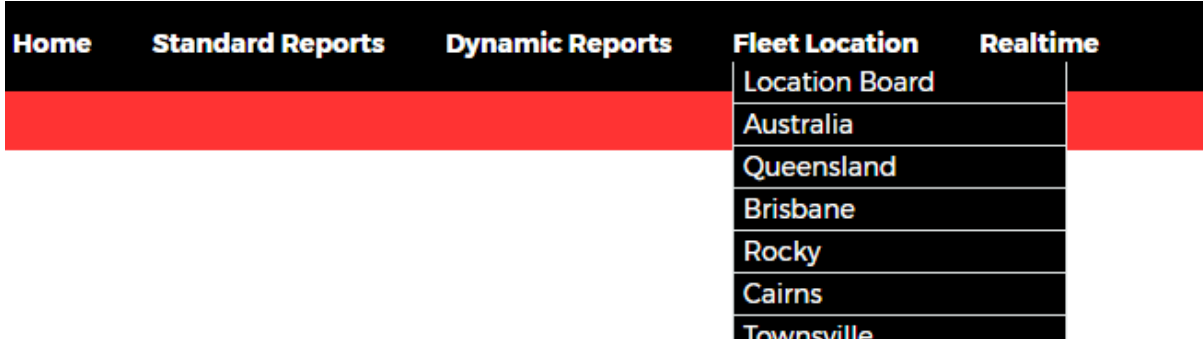 Home Standard Reports Dynamic Reports Fleet Location Realtime
Location Board
Australia
Queensland
Brisbane
Rocky
Cairns
Townsville